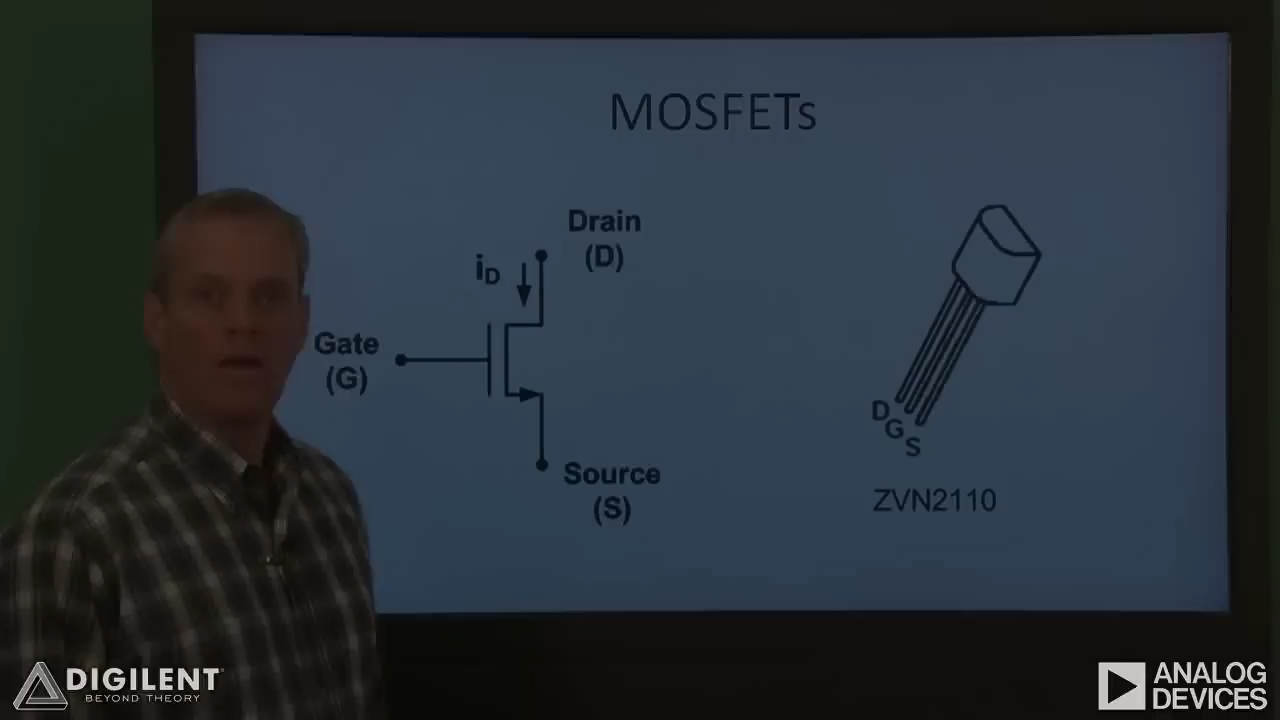 MOSFETs
Drain
(D)
iD
Gate
(G)
Source
(S)
D
G
S
ZVN2110
DIGILENT
BEYOND THEORY
ANALOG
DEVICES